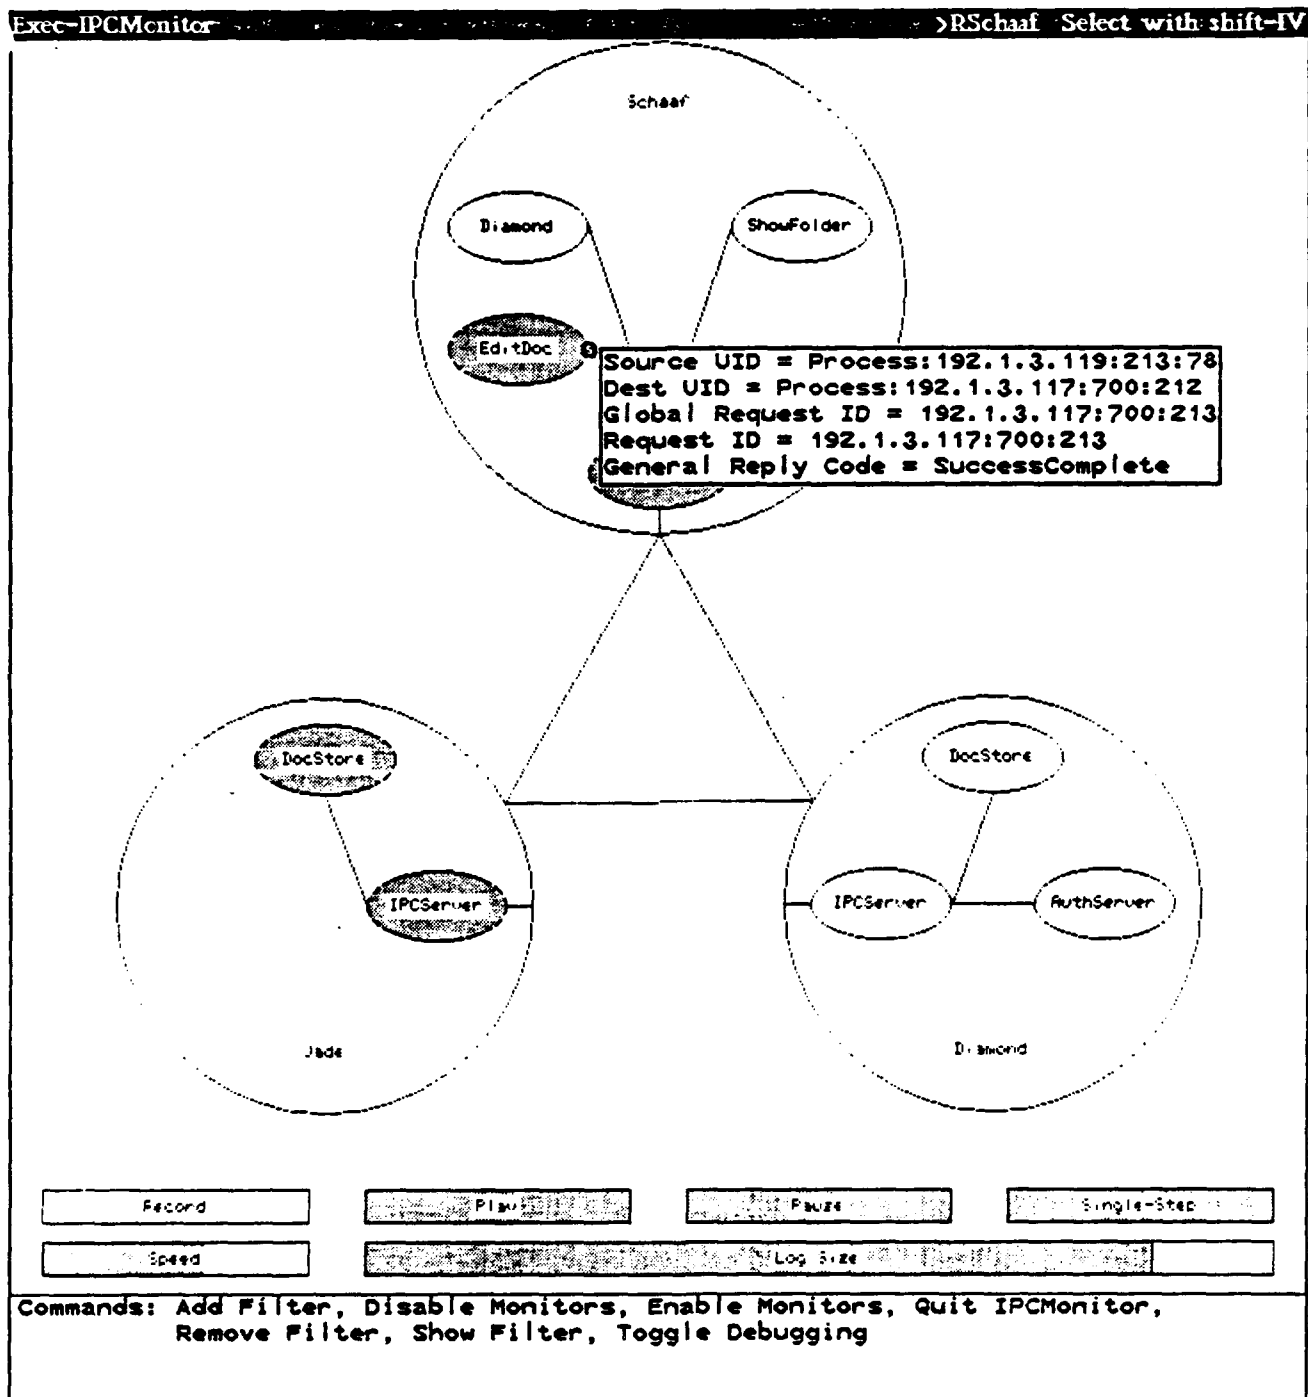 Exec-IPCMonitor >RSchaaf Select with shift-IV
Schaaf
Diamond ShowFolder
EditDoc S
Source UID = Process:192.1.3.119:213:78
Dest UID = Process:192.1.3.117:700:212
Global Request ID = 192.1.3.117:700:213
Request ID = 192.1.3.117:700:213
General Reply Code = SuccessComplete
DocStore DocStore
IPCServer IPCServer AuthServer
Jade Diamond
Record Play Pause Single-Step
Speed Log Size
Commands: Add Filter, Disable Monitors, Enable Monitors, Quit IPCMonitor,
Remove Filter, Show Filter, Toggle Debugging